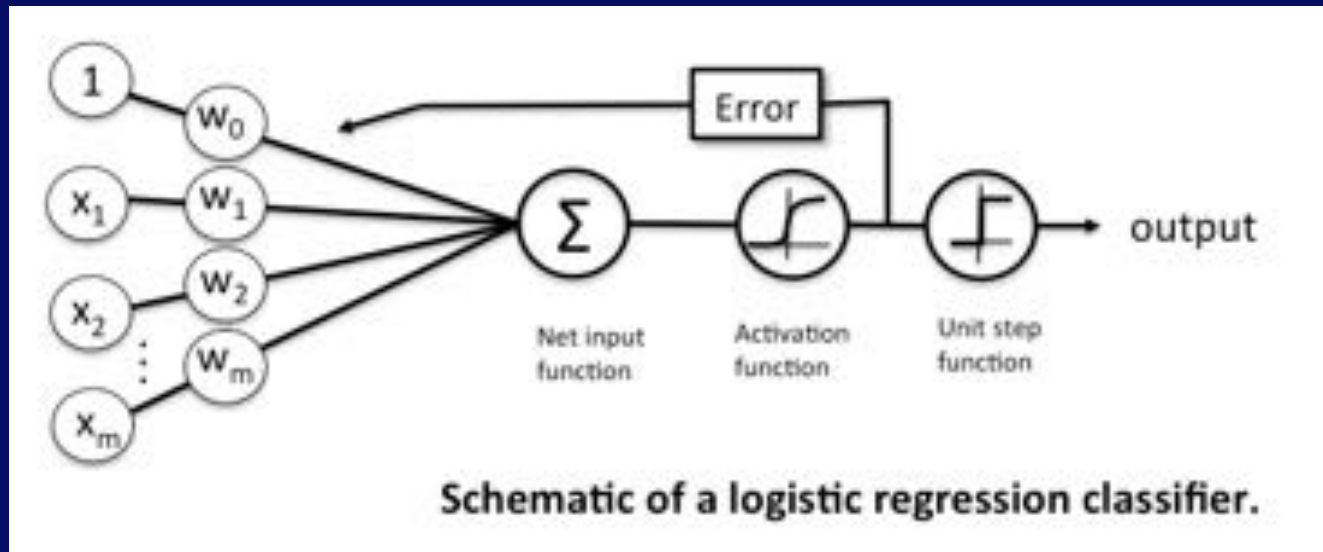 1
w₀
Error
x₁
w₁
Σ
output
x₂
w₂
⋮
wₘ
xₘ
Net input
function
Activation
function
Unit step
function
Schematic of a logistic regression classifier.